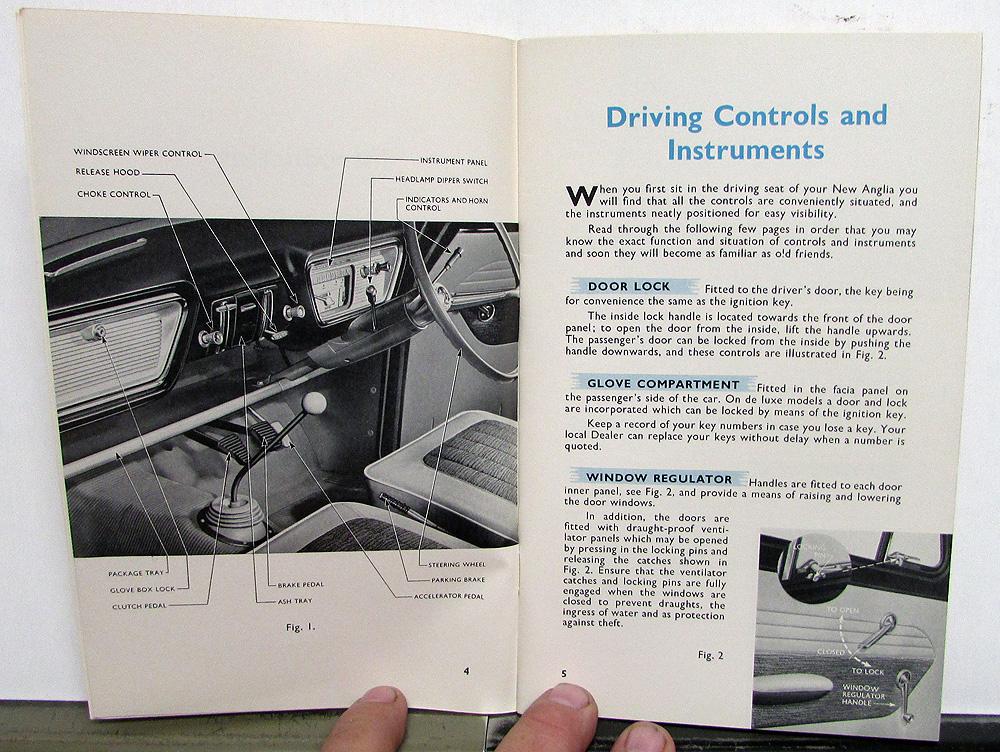 WINDSCREEN WIPER CONTROL
RELEASE HOOD
CHOKE CONTROL
INSTRUMENT PANEL
HEADLAMP DIPPER SWITCH
INDICATORS AND HORN
CONTROL
PACKAGE TRAY
GLOVE BOX LOCK
CLUTCH PEDAL
BRAKE PEDAL
ASH TRAY
STEERING WHEEL
PARKING BRAKE
ACCELERATOR PEDAL
Fig. 1.
4
Driving Controls and
Instruments
When you first sit in the driving seat of your New Anglia you
will find that all the controls are conveniently situated, and
the instruments neatly positioned for easy visibility.
Read through the following few pages in order that you may
know the exact function and situation of controls and instruments
and soon they will become as familiar as old friends.
DOOR LOCK Fitted to the driver's door, the key being
for convenience the same as the ignition key.
The inside lock handle is located towards the front of the door
panel; to open the door from the inside, lift the handle upwards.
The passenger's door can be locked from the inside by pushing the
handle downwards, and these controls are illustrated in Fig. 2.
GLOVE COMPARTMENT Fitted in the facia panel on
the passenger's side of the car. On de luxe models a door and lock
are incorporated which can be locked by means of the ignition key.
Keep a record of your key numbers in case you lose a key. Your
local Dealer can replace your keys without delay when a number is
quoted.
WINDOW REGULATOR Handles are fitted to each door
inner panel, see Fig. 2, and provide a means of raising and lowering
the door windows.
In addition, the doors are
fitted with draught-proof venti-
lator panels which may be opened
by pressing in the locking pins and
releasing the catches shown in
Fig. 2. Ensure that the ventilator
catches and locking pins are fully
engaged when the windows are
closed to prevent draughts, the
ingress of water and as protection
against theft.
Fig. 2
LOCKING
PIN
TO OPEN
CLOSED
TO LOCK
WINDOW
REGULATOR
HANDLE
5